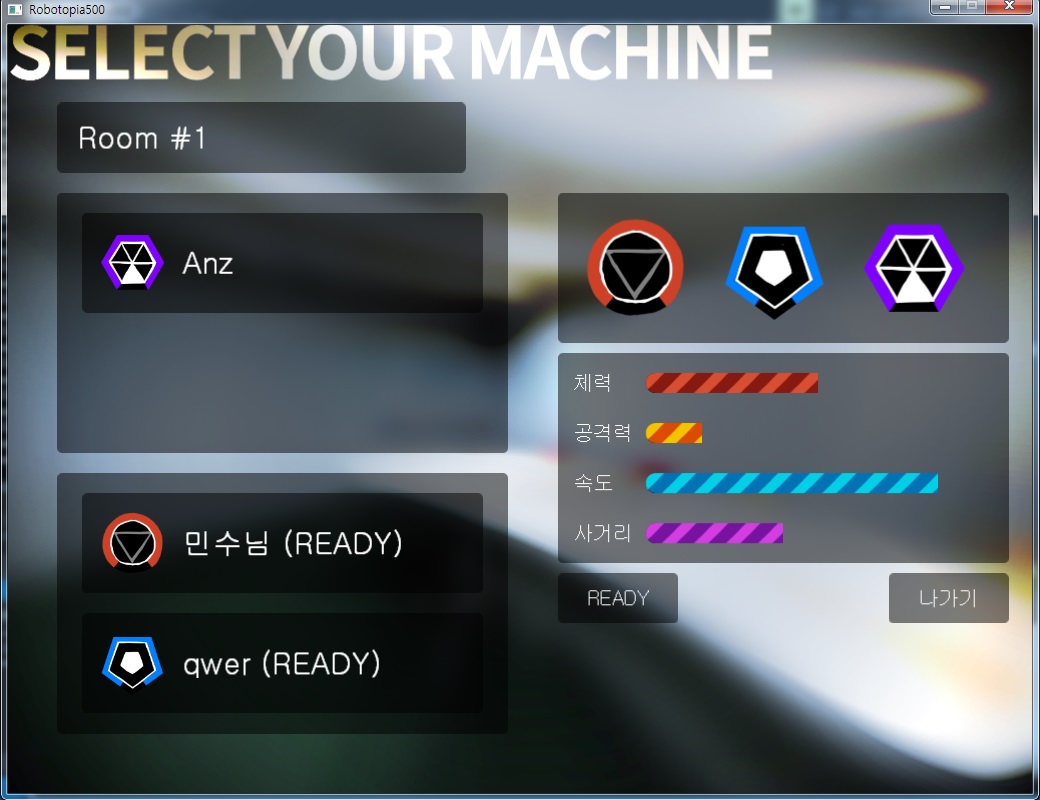 Robotopia500
SELECT YOUR MACHINE
Room #1
Anz
민수님 (READY)
qwer (READY)
체력
공격력
속도
사거리
READY
나가기